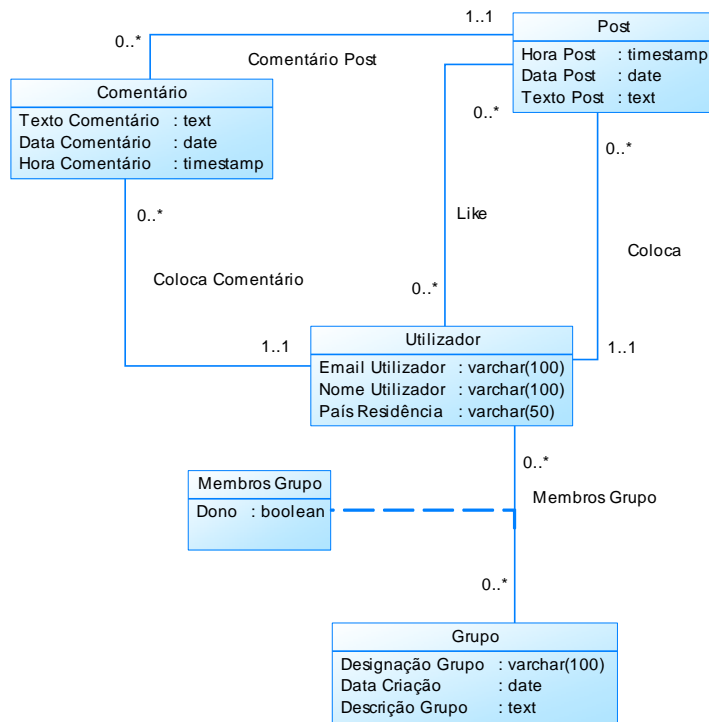 1..1
Post
0..*
Comentário Post
Hora Post : timestamp
Data Post : date
Texto Post : text
Comentário
Texto Comentário : text
Data Comentário : date
Hora Comentário : timestamp
0..*
0..*
0..*
Like
Coloca
Coloca Comentário
0..*
1..1
Utilizador
1..1
Email Utilizador : varchar(100)
Nome Utilizador : varchar(100)
País Residência : varchar(50)
0..*
Membros Grupo
Membros Grupo
Dono : boolean
0..*
Grupo
Designação Grupo : varchar(100)
Data Criação : date
Descrição Grupo : text